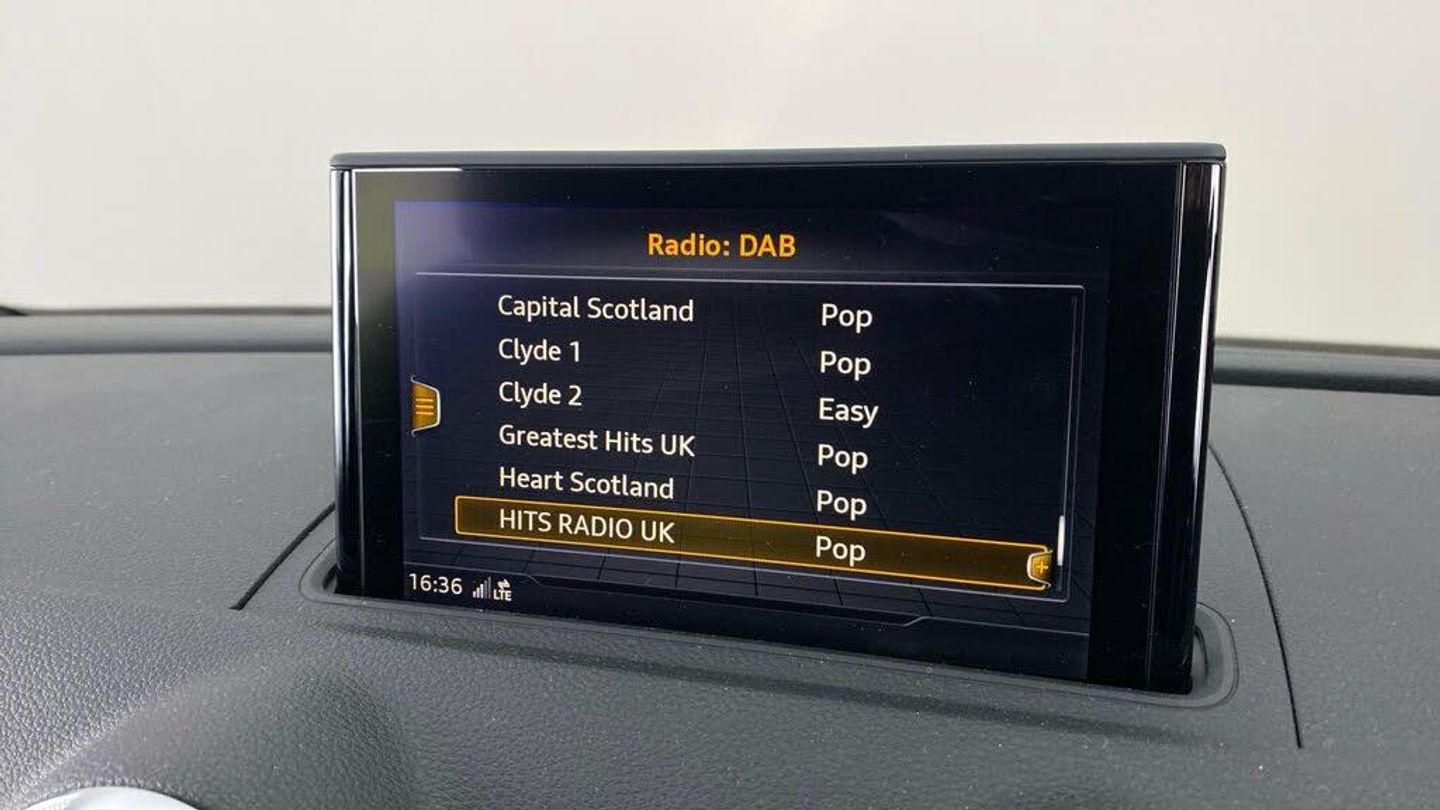 Radio: DAB
Capital Scotland Pop
Clyde 1 Pop
Clyde 2 Easy
Greatest Hits UK Pop
Heart Scotland Pop
HITS RADIO UK Pop
16:36 LTE